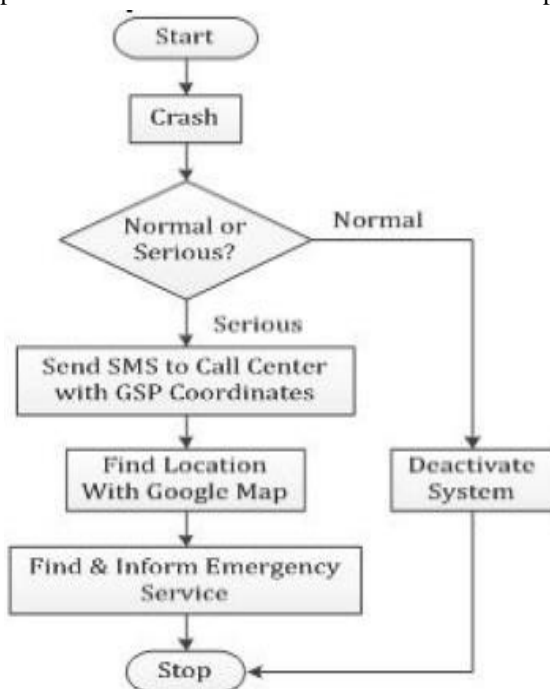 Start
Crash
Normal or
Serious?
Normal
Serious
Send SMS to Call Center
with GSP Coordinates
Find Location
With Google Map
Deactivate
System
Find & Inform Emergency
Service
Stop